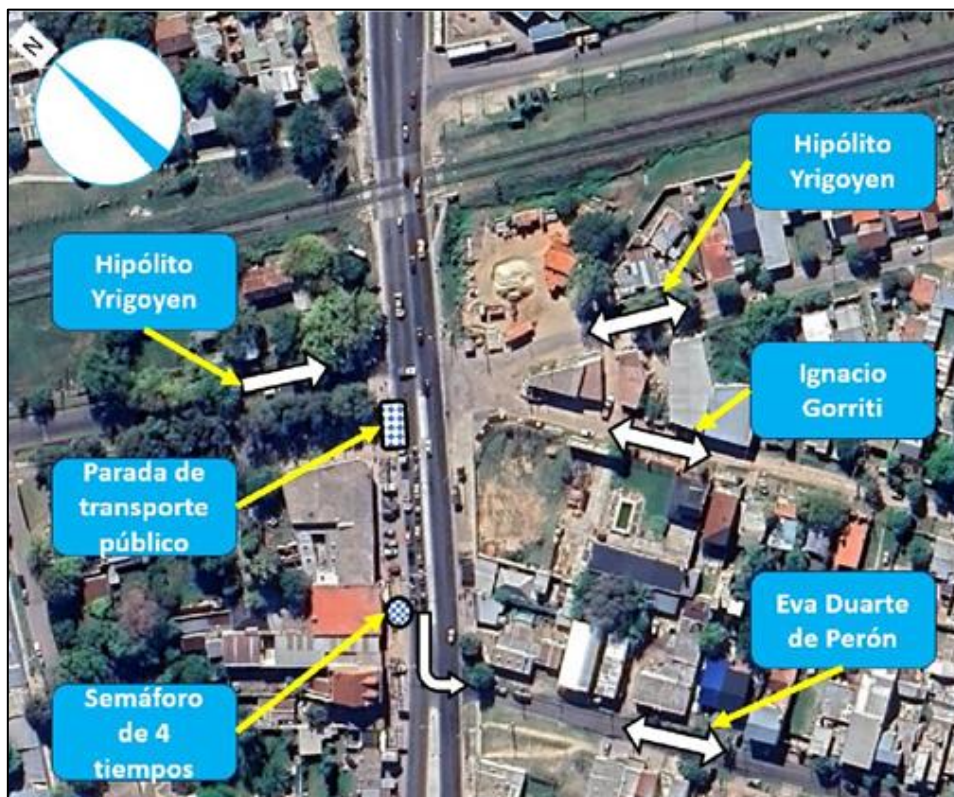 N
Hipólito
Yrigoyen
Hipólito
Yrigoyen
Ignacio
Gorriti
Parada de
transporte
público
Eva Duarte
de Perón
Semáforo
de 4
tiempos